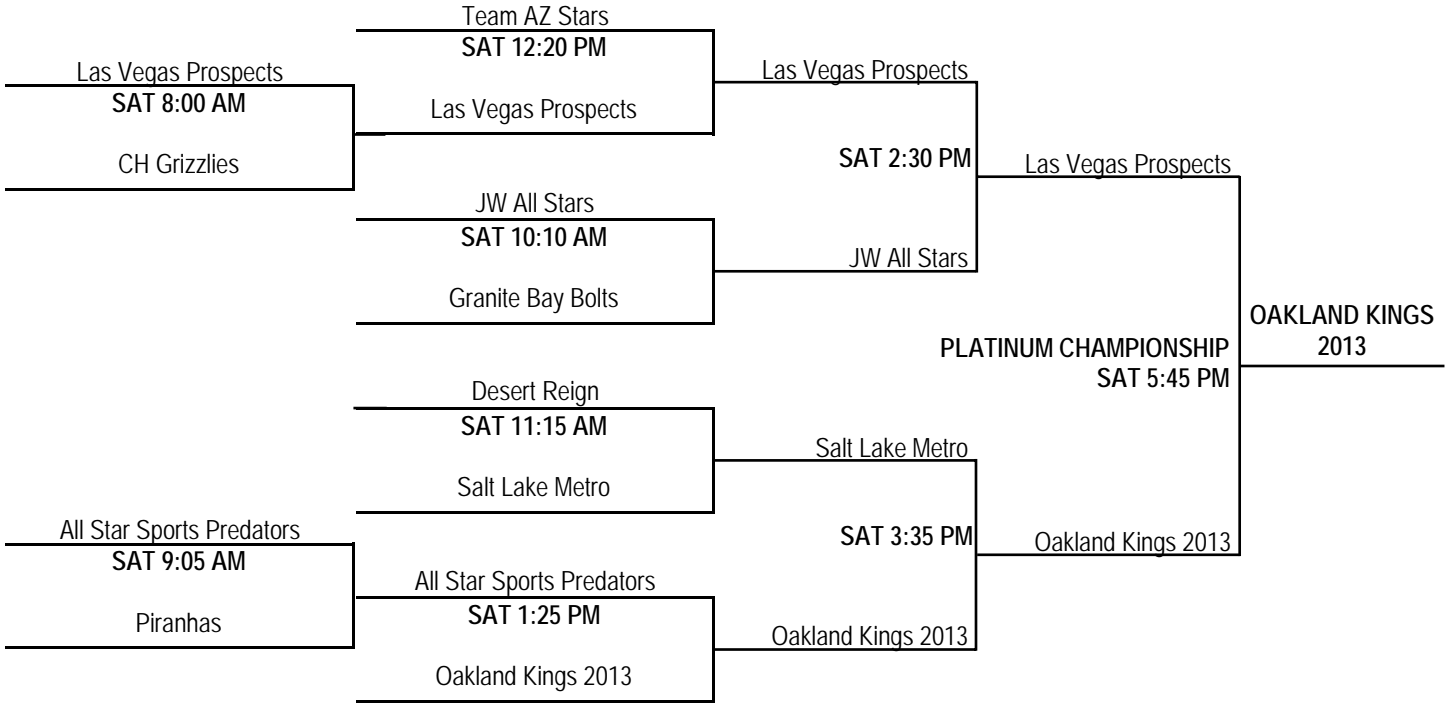 Team AZ Stars
SAT 12:20 PM
Las Vegas Prospects
Las Vegas Prospects
SAT 8:00 AM
Las Vegas Prospects
CH Grizzlies
SAT 2:30 PM
Las Vegas Prospects
JW All Stars
SAT 10:10 AM
JW All Stars
Granite Bay Bolts
OAKLAND KINGS
2013
PLATINUM CHAMPIONSHIP
SAT 5:45 PM
Desert Reign
SAT 11:15 AM
Salt Lake Metro
Salt Lake Metro
All Star Sports Predators
SAT 9:05 AM
SAT 3:35 PM
Oakland Kings 2013
All Star Sports Predators
SAT 1:25 PM
Piranhas
Oakland Kings 2013
Oakland Kings 2013